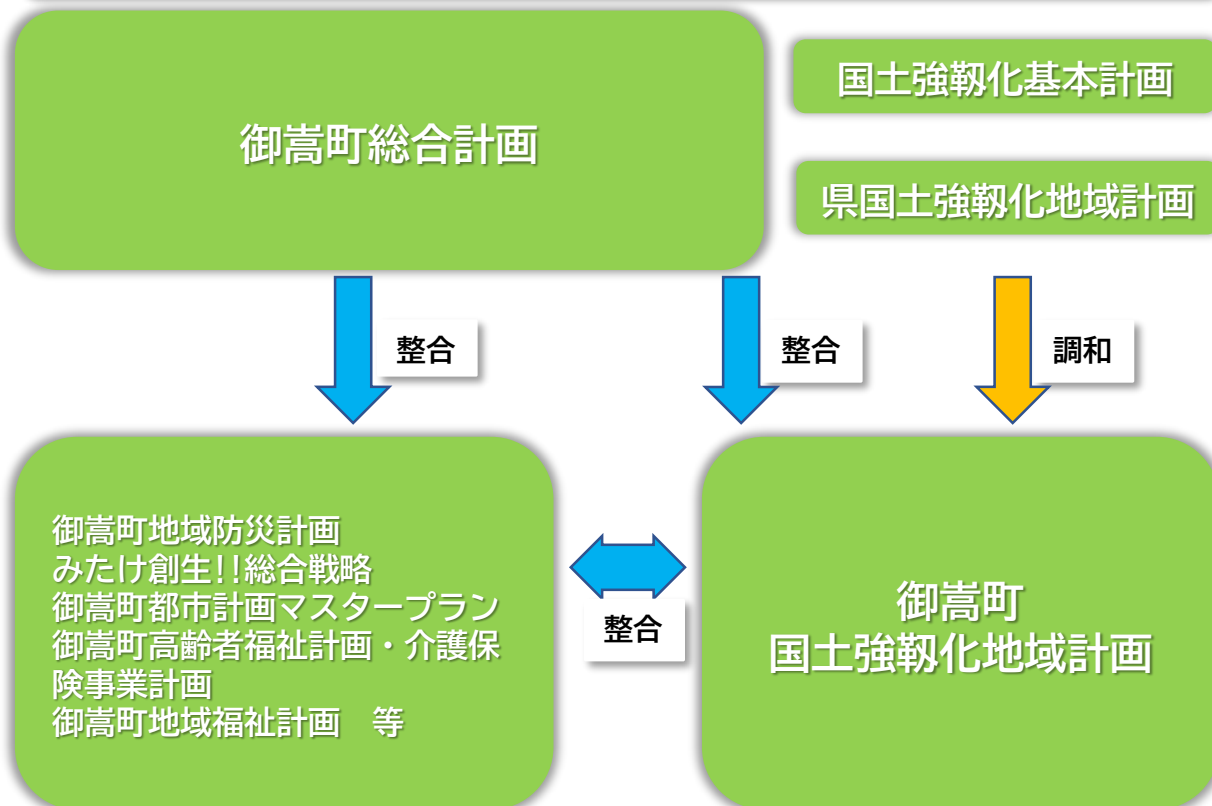 御嵩町総合計画
国土強靱化基本計画
県国土強靱化地域計画
整合
整合
調和
御嵩町地域防災計画
みたけ創生!!総合戦略
御嵩町都市計画マスタープラン
御嵩町高齢者福祉計画・介護保
険事業計画
御嵩町地域福祉計画　等
整合
御嵩町
国土強靱化地域計画